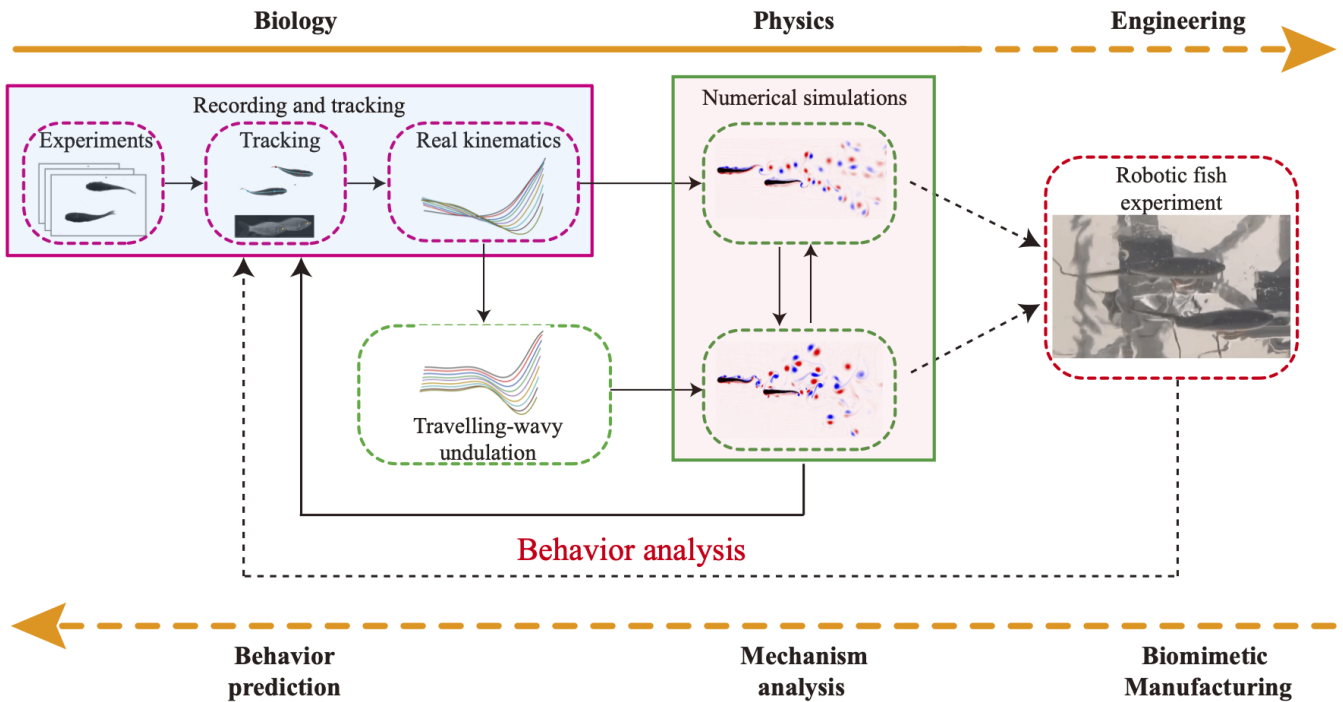 Biology
Physics
Engineering
Recording and tracking
Experiments
Tracking
Real kinematics
Numerical simulations
Robotic fish
experiment
Travelling-wavy
undulation
Behavior analysis
Behavior
prediction
Mechanism
analysis
Biomimetic
Manufacturing